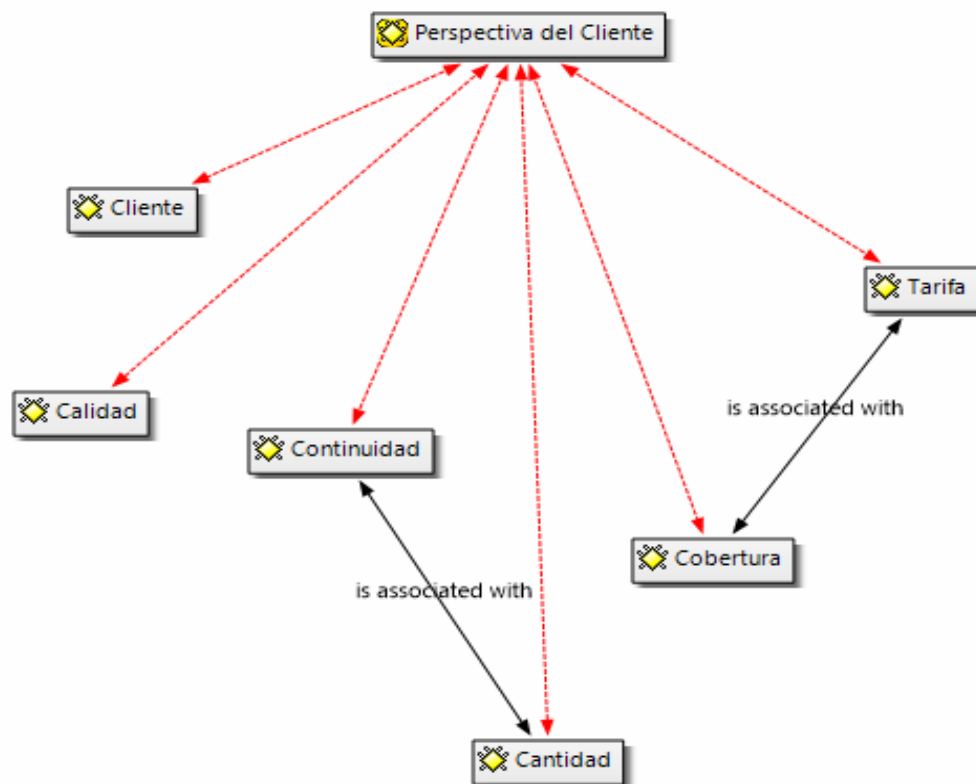 Perspectiva del Cliente
Cliente
Tarifa
Calidad
is associated with
Continuidad
Cobertura
is associated with
Cantidad